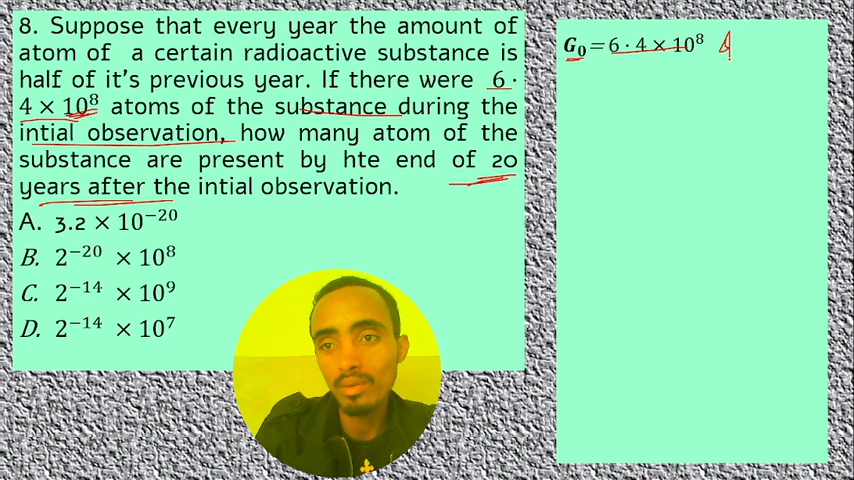 8. Suppose that every year the amount of
atom of a certain radioactive substance is
half of it's previous year. If there were 6 ·
4 × 10⁸ atoms of the substance during the
intial observation, how many atom of the
substance are present by hte end of 20
years after the intial observation.
A. 3.2 × 10⁻²⁰
B. 2⁻²⁰ × 10⁸
C. 2⁻¹⁴ × 10⁹
D. 2⁻¹⁴ × 10⁷
G₀ = 6 · 4 × 10⁸